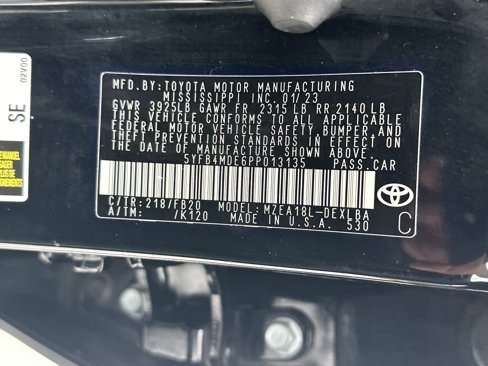 MFD.BY:TOYOTA MOTOR MANUFACTURING
MISSISSIPPI INC. 01/23
GVWR 3925LB GAWR FR 2315 LB RR 2140 LB
THIS VEHICLE CONFORMS TO ALL APPLICABLE
FEDERAL MOTOR VEHICLE SAFETY, BUMPER AND
THEFT PREVENTION STANDARDS IN EFFECT ON
THE DATE OF MANUFACTURE SHOWN ABOVE.
5YFB4MDE6PP013135 PASS.CAR
TOYOTA
C/TR:218/FB20 MODEL:MZEA18L-DEXLBA
A/TM: /K120 MADE IN U.S.A. 530
C
SE
02V00